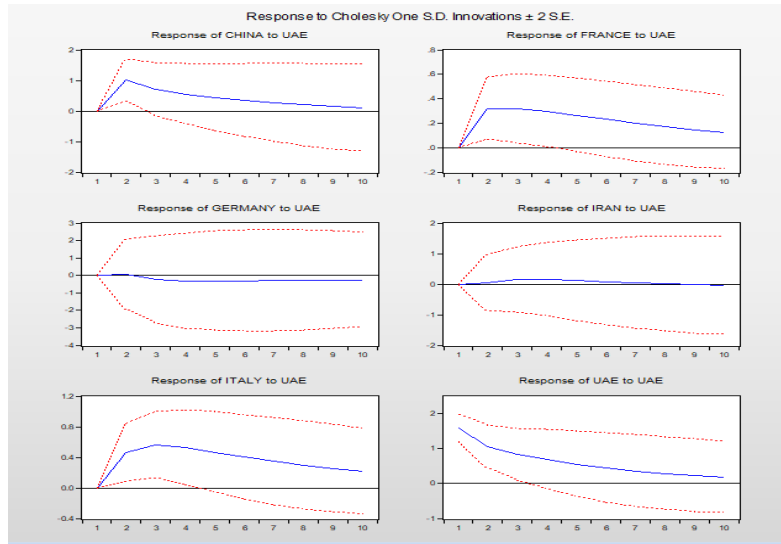 Response to Cholesky One S.D. Innovations ± 2 S.E.
Response of CHINA to UAE
2
1
0
-1
-2
1 2 3 4 5 6 7 8 9 10
Response of FRANCE to UAE
.8
.6
.4
.2
.0
-.2
1 2 3 4 5 6 7 8 9 10
Response of GERMANY to UAE
3
2
1
0
-1
-2
-3
-4
1 2 3 4 5 6 7 8 9 10
Response of IRAN to UAE
2
1
0
-1
-2
1 2 3 4 5 6 7 8 9 10
Response of ITALY to UAE
1.2
0.8
0.4
0.0
-0.4
1 2 3 4 5 6 7 8 9 10
Response of UAE to UAE
2
1
0
-1
1 2 3 4 5 6 7 8 9 10